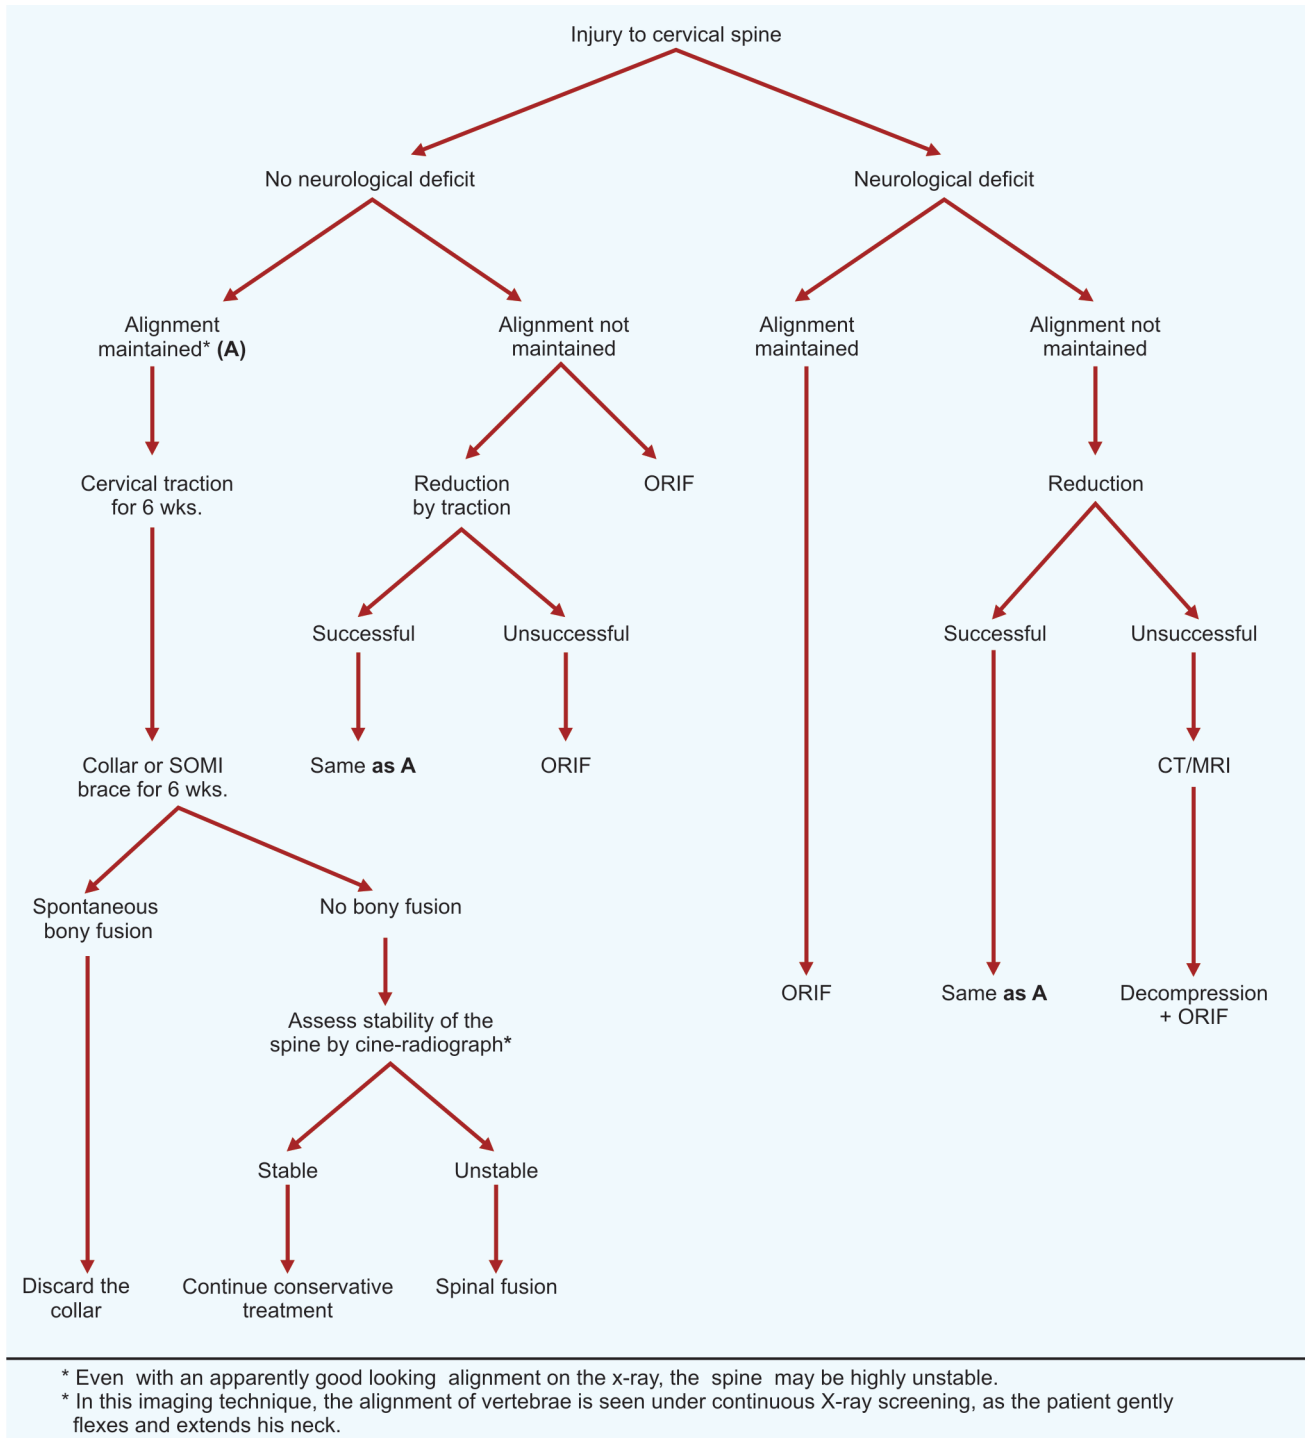 Injury to cervical spine
No neurological deficit
Neurological deficit
Alignment
maintained* (A)
Alignment not
maintained
Alignment
maintained
Alignment not
maintained
Cervical traction
for 6 wks.
Reduction
by traction
ORIF
Reduction
Successful
Unsuccessful
Successful
Unsuccessful
Collar or SOMI
brace for 6 wks.
Same as A
ORIF
CT/MRI
Spontaneous
bony fusion
No bony fusion
ORIF
Same as A
Decompression
+ ORIF
Assess stability of the
spine by cine-radiograph*
Stable
Unstable
Discard the
collar
Continue conservative
treatment
Spinal fusion
* Even with an apparently good looking alignment on the x-ray, the spine may be highly unstable.
* In this imaging technique, the alignment of vertebrae is seen under continuous X-ray screening, as the patient gently
flexes and extends his neck.